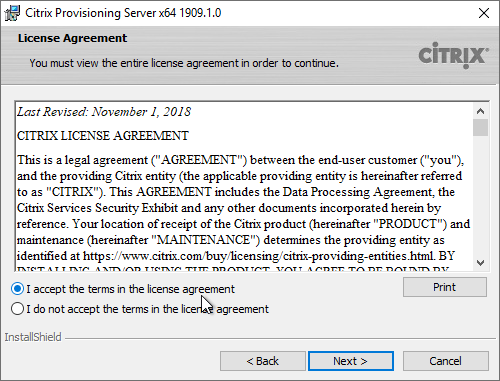 Citrix Provisioning Server x64 1909.1.0
License Agreement
You must view the entire license agreement in order to continue.
CITRIX
Last Revised: November 1, 2018
CITRIX LICENSE AGREEMENT
This is a legal agreement ("AGREEMENT") between the end-user customer ("you"),
and the providing Citrix entity (the applicable providing entity is hereinafter referred
to as "CITRIX"). This AGREEMENT includes the Data Processing Agreement, the
Citrix Services Security Exhibit and any other documents incorporated herein by
reference. Your location of receipt of the Citrix product (hereinafter "PRODUCT") and
maintenance (hereinafter "MAINTENANCE") determines the providing entity as
identified at https://www.citrix.com/buy/licensing/citrix-providing-entities.html. BY
INSTALLING AND/OR USING THE PRODUCT, YOU AGREE TO BE BOUND BY
I accept the terms in the license agreement
Print
I do not accept the terms in the license agreement
InstallShield
< Back
Next >
Cancel